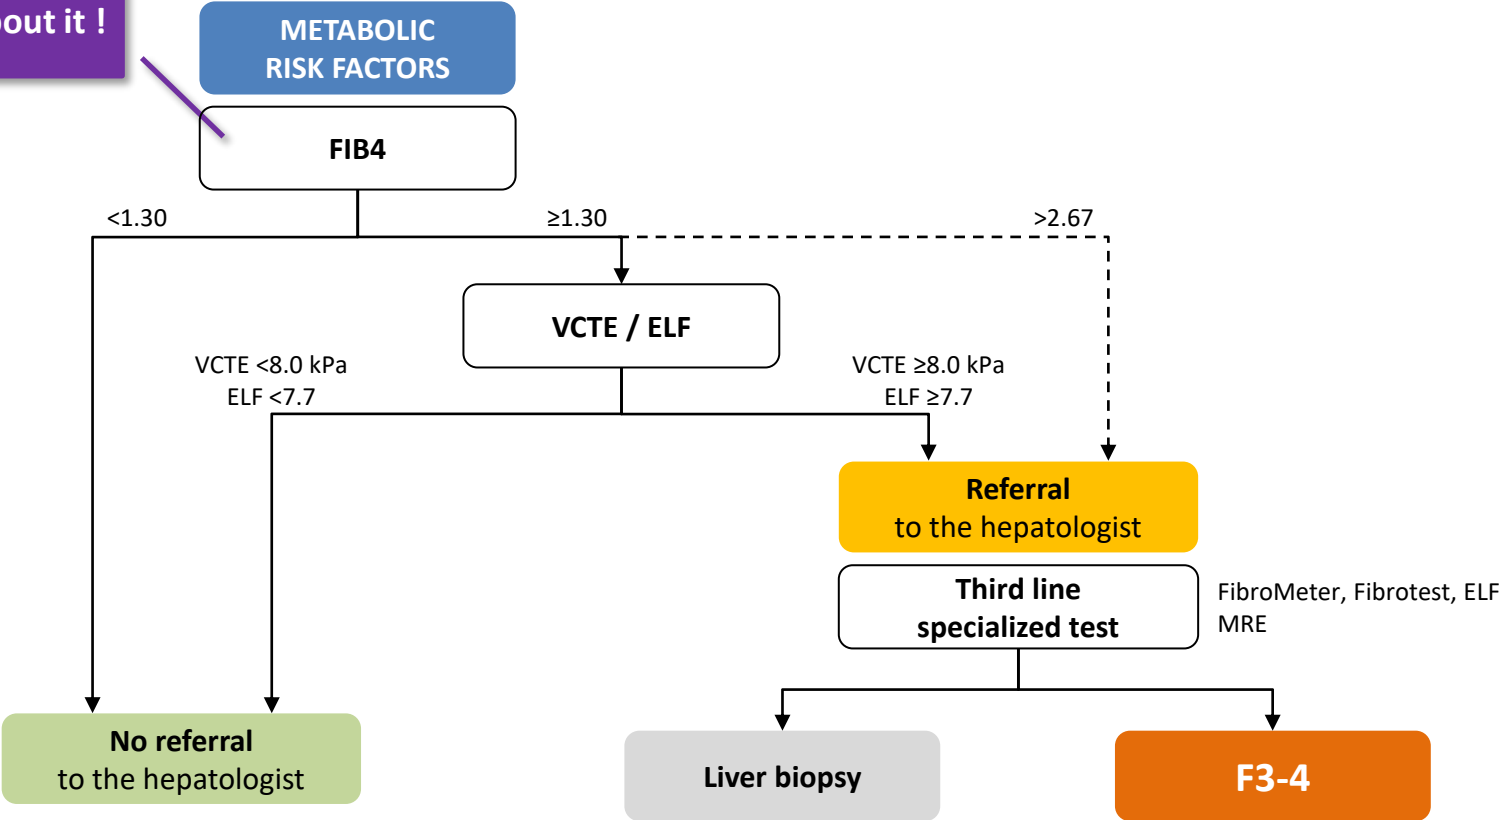 it !
METABOLIC
RISK FACTORS
FIB4
<1.30
≥1.30
>2.67
VCTE / ELF
VCTE <8.0 kPa
ELF <7.7
VCTE ≥8.0 kPa
ELF ≥7.7
Referral
to the hepatologist
Third line
specialized test
FibroMeter, Fibrotest, ELF
MRE
No referral
to the hepatologist
Liver biopsy
F3-4